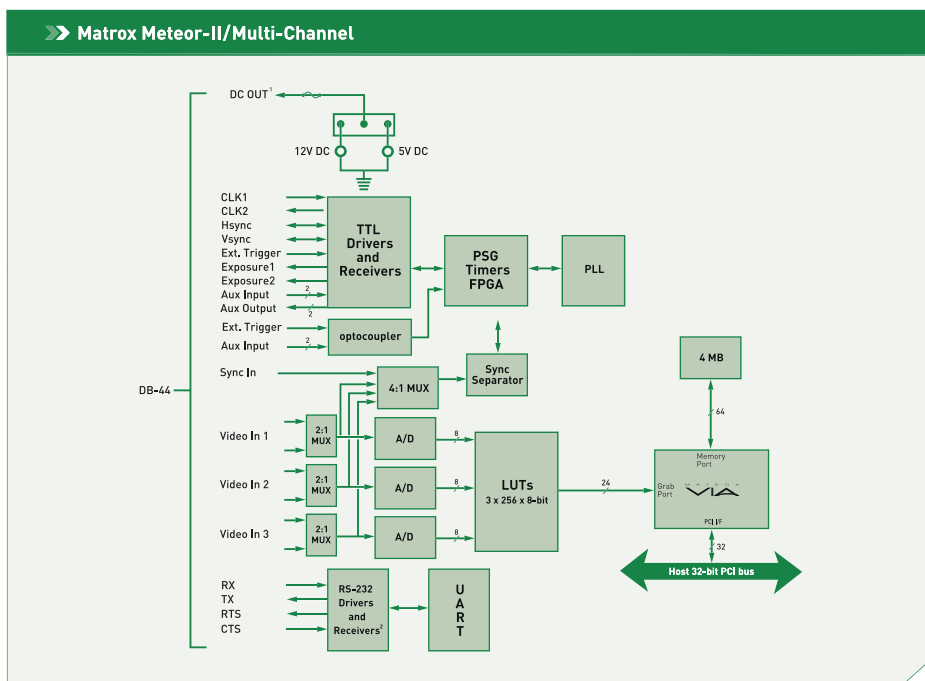 Matrox Meteor-II/Multi-Channel
DC OUT1
12V DC
5V DC
CLK1
CLK2
Hsync
Vsync
Ext. Trigger
Exposure1
Exposure2
Aux Input
2
Aux Output
2
TTL
Drivers
and
Receivers
PSG
Timers
FPGA
PLL
Ext. Trigger
Aux Input
2
optocoupler
Sync In
4:1 MUX
Sync
Separator
4 MB
DB-44
64
Video In 1
2:1
MUX
A/D
8
Video In 2
2:1
MUX
A/D
8
Video In 3
2:1
MUX
A/D
8
LUTs
3 x 256 x 8-bit
24
Memory
Port
Grab
Port
MATROX
VIA
PCI I/F
32
Host 32-bit PCI bus
RX
TX
RTS
CTS
RS-232
Drivers
and
Receivers2
U
A
R
T